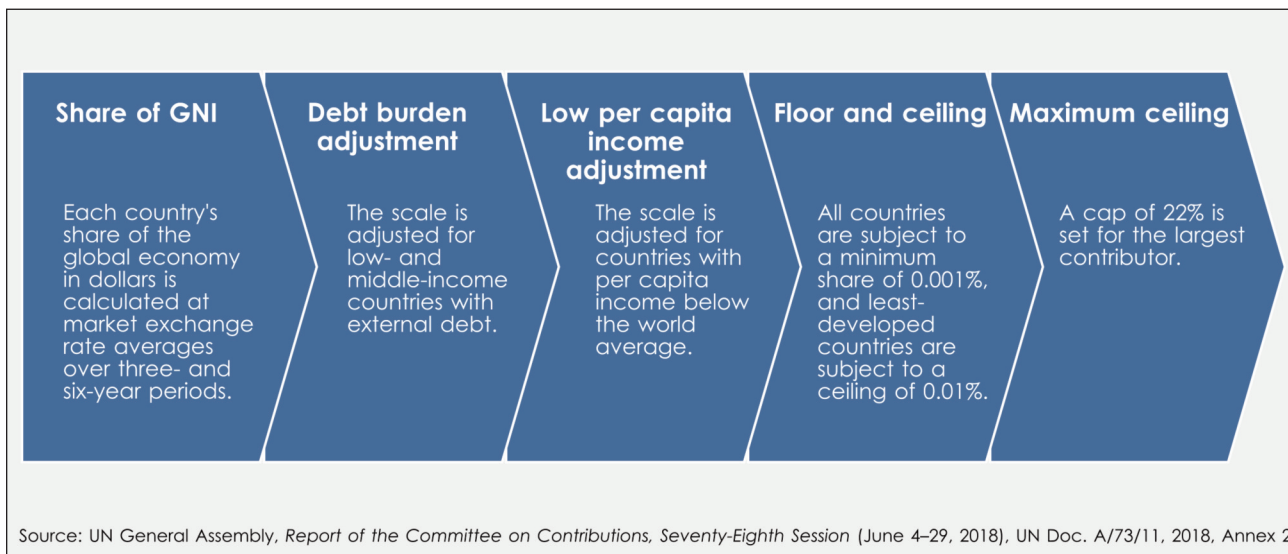 Share of GNI
Each country's
share of the
global economy
in dollars is
calculated at
market exchange
rate averages
over three- and
six-year periods.
Debt burden
adjustment
The scale is
adjusted for
low- and
middle-income
countries with
external debt.
Low per capita
income
adjustment
The scale is
adjusted for
countries with
per capita
income below
the world
average.
Floor and ceiling
All countries
are subject to
a minimum
share of 0.001%,
and least-
developed
countries are
subject to a
ceiling of 0.01%.
Maximum ceiling
A cap of 22% is
set for the largest
contributor.
Source: UN General Assembly, Report of the Committee on Contributions, Seventy-Eighth Session (June 4–29, 2018), UN Doc. A/73/11, 2018, Annex 2